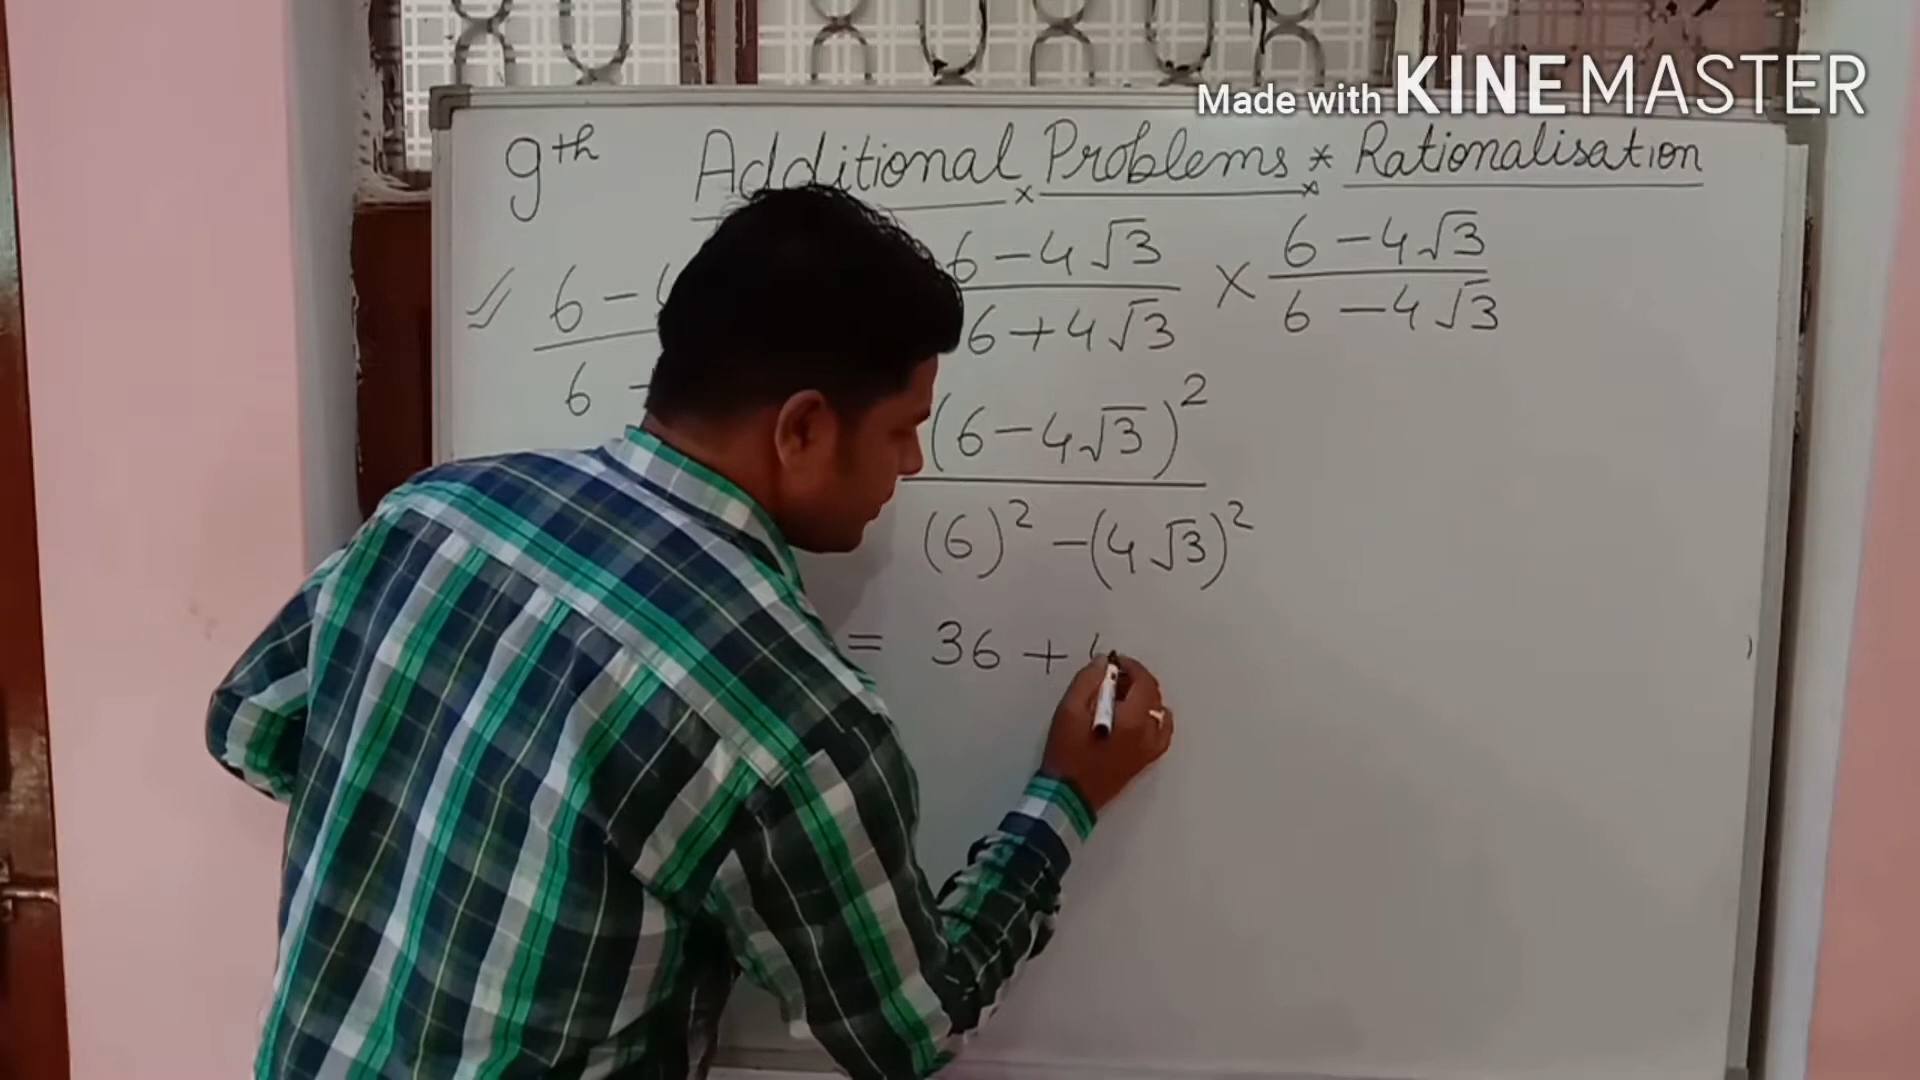 Made with KINEMASTER
9th Additional Problems * Rationalisation
6 - 6 - 4√3 / 6 + 4√3 × 6 - 4√3 / 6 - 4√3
6
(6 - 4√3)² / (6)² - (4√3)²
= 36 +